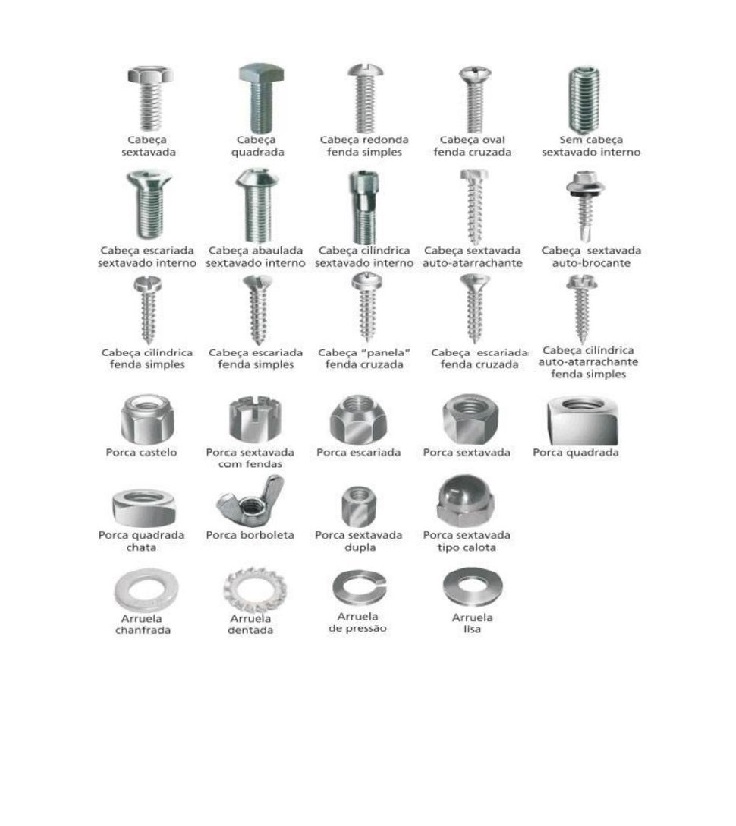 Cabeça
sextavada
Cabeça
quadrada
Cabeça redonda
fenda simples
Cabeça oval
fenda cruzada
Sem cabeça
sextavado interno
Cabeça escariada
sextavado interno
Cabeça abaulada
sextavado interno
Cabeça cilíndrica
sextavado interno
Cabeça sextavada
auto-atarrachante
Cabeça sextavada
auto-brocante
Cabeça cilíndrica
fenda simples
Cabeça escariada
fenda simples
Cabeça "panela"
fenda cruzada
Cabeça escariada
fenda cruzada
Cabeça cilíndrica
auto-atarrachante
fenda simples
Porca castelo
Porca sextavada
com fendas
Porca escariada
Porca sextavada
Porca quadrada
Porca quadrada
chata
Porca borboleta
Porca sextavada
dupla
Porca sextavada
tipo calota
Arruela
chanfrada
Arruela
dentada
Arruela
de pressão
Arruela
lisa